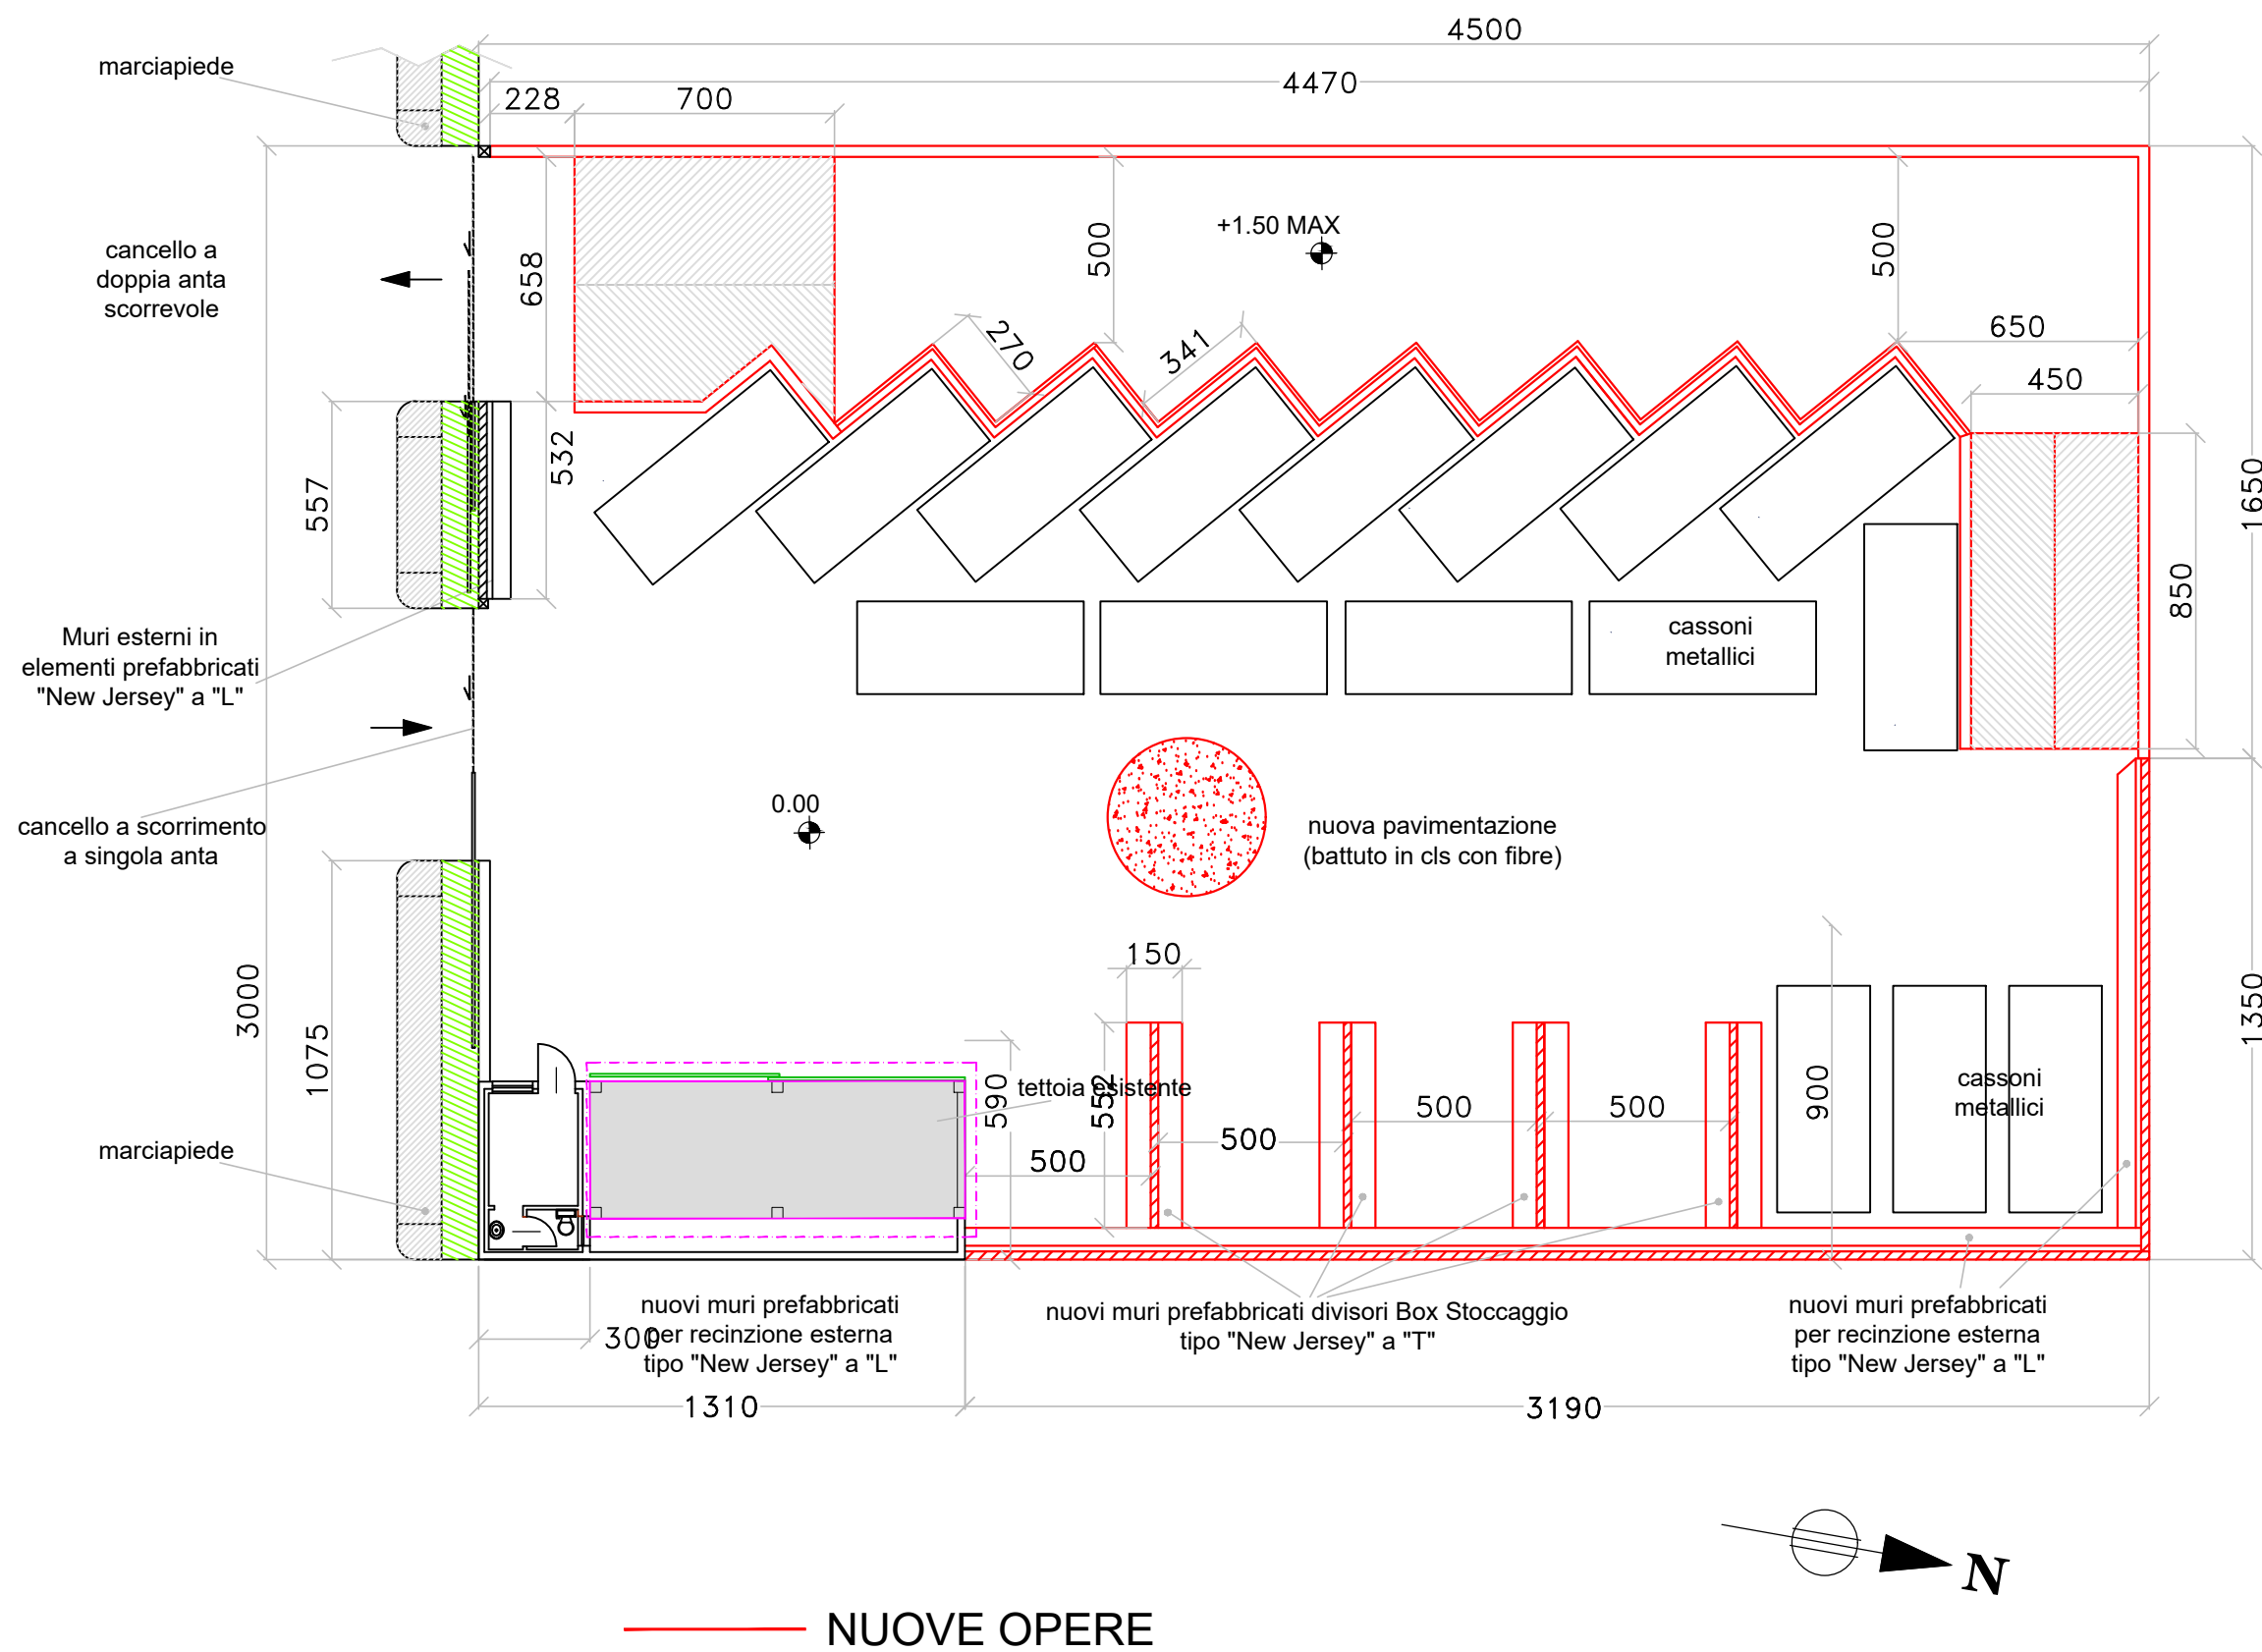 4500
4470
marciapiede
228
700
+1.50 MAX
cancello a
doppia anta
scorrevole
658
500
500
270
341
650
450
532
557
1650
850
Muri esterni in
elementi prefabbricati
"New Jersey" a "L"
cassoni
metallici
0.00
cancello a scorrimento
a singola anta
nuova pavimentazione
(battuto in cls con fibre)
3000
1075
150
1350
590
tettoia esistente
552
500
500
500
500
900
cassoni
metallici
marciapiede
nuovi muri prefabbricati
per recinzione esterna
tipo "New Jersey" a "L"
300
nuovi muri prefabbricati divisori Box Stoccaggio
tipo "New Jersey" a "T"
nuovi muri prefabbricati
per recinzione esterna
tipo "New Jersey" a "L"
1310
3190
N
NUOVE OPERE